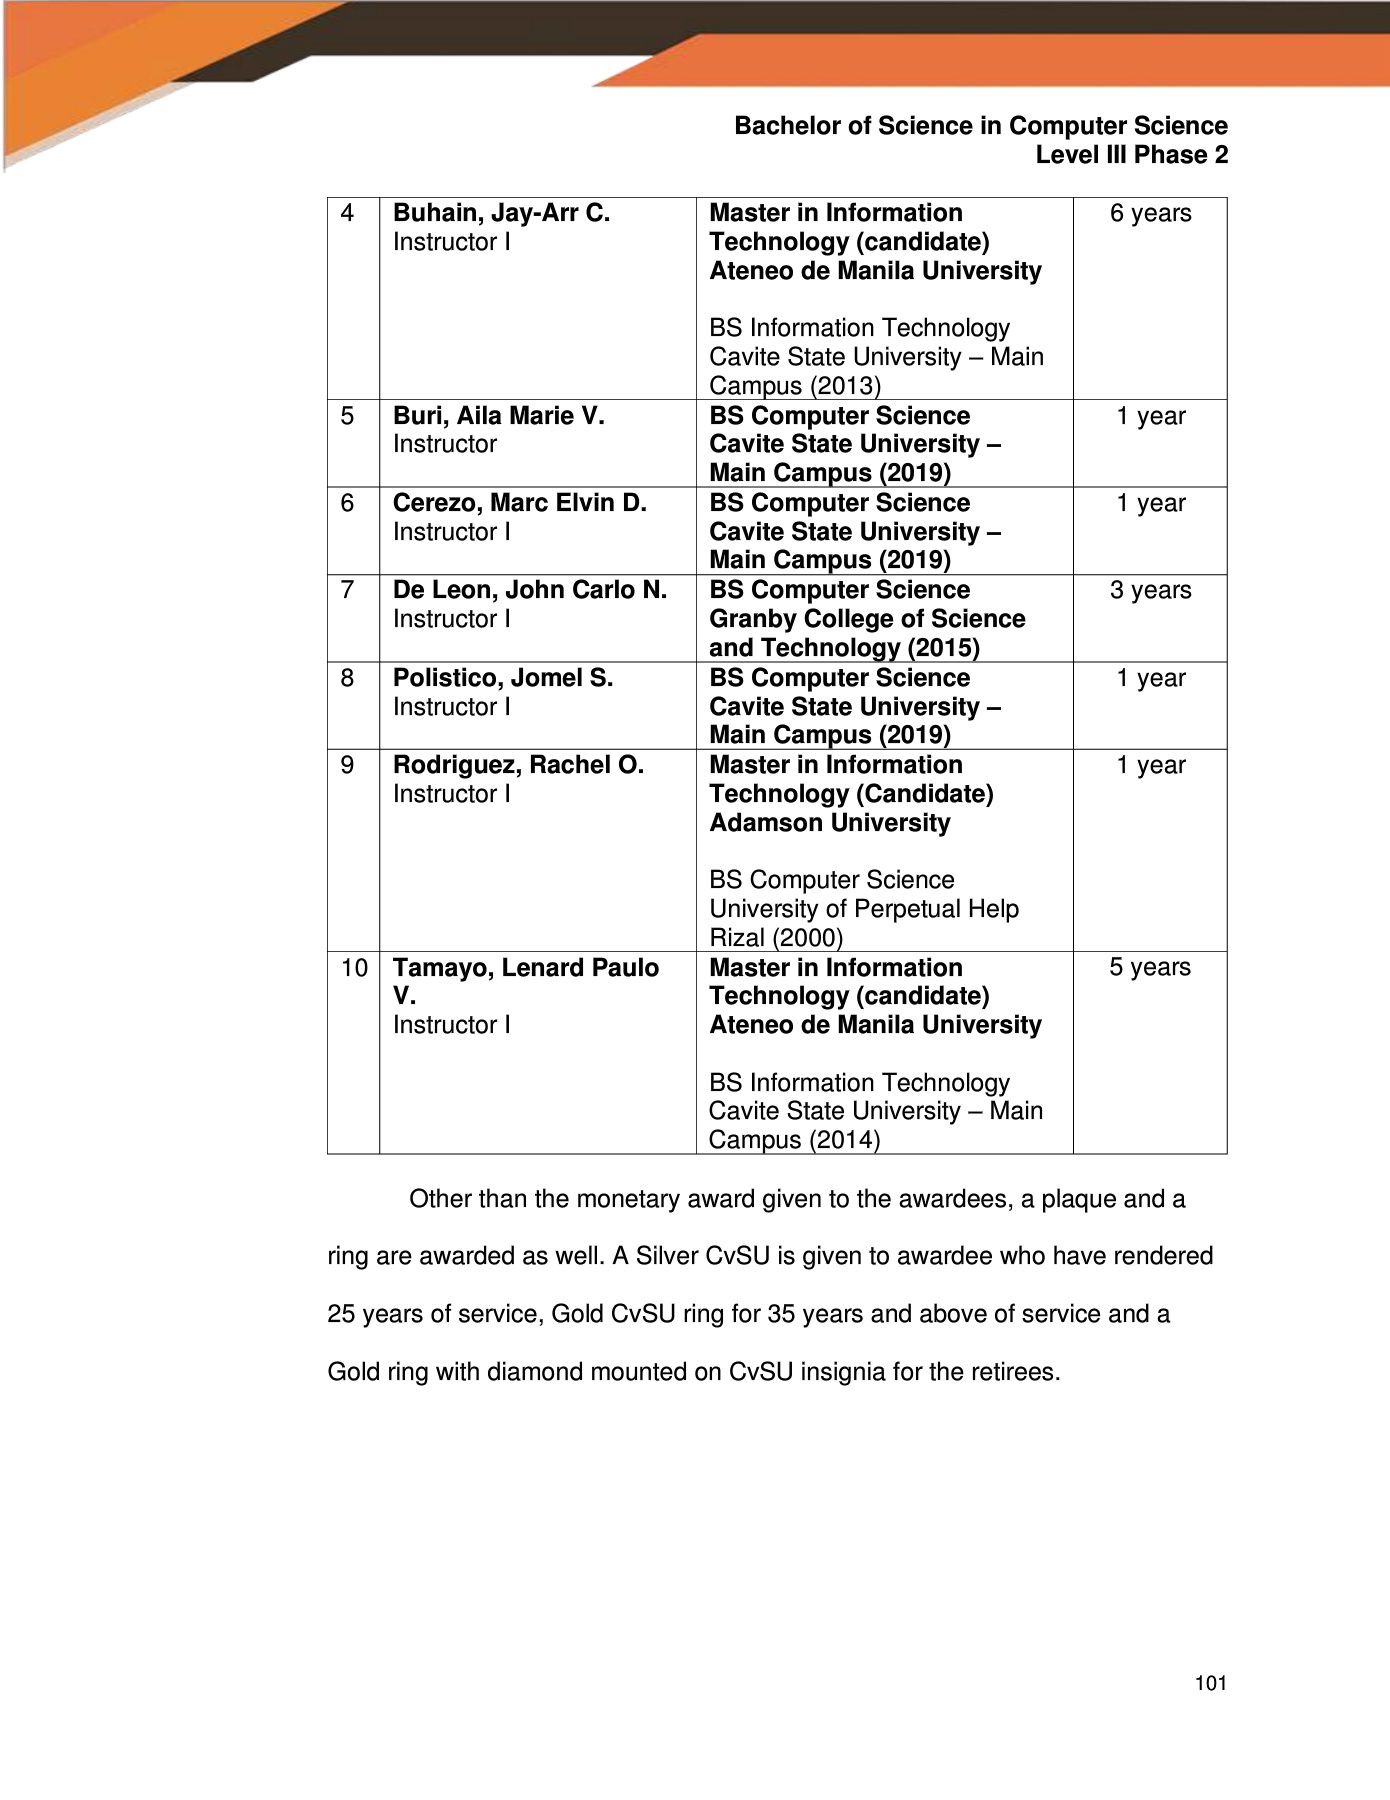 Bachelor of Science in Computer Science
Level III Phase 2
4 Buhain, Jay-Arr C. Master in Information 6 years
Instructor I Technology (candidate)
Ateneo de Manila University
BS Information Technology
Cavite State University – Main
Campus (2013)
5 Buri, Aila Marie V. BS Computer Science 1 year
Instructor Cavite State University –
Main Campus (2019)
6 Cerezo, Marc Elvin D. BS Computer Science 1 year
Instructor I Cavite State University –
Main Campus (2019)
7 De Leon, John Carlo N. BS Computer Science 3 years
Instructor I Granby College of Science
and Technology (2015)
8 Polistico, Jomel S. BS Computer Science 1 year
Instructor I Cavite State University –
Main Campus (2019)
9 Rodriguez, Rachel O. Master in Information 1 year
Instructor I Technology (Candidate)
Adamson University
BS Computer Science
University of Perpetual Help
Rizal (2000)
10 Tamayo, Lenard Paulo Master in Information 5 years
V. Technology (candidate)
Instructor I Ateneo de Manila University
BS Information Technology
Cavite State University – Main
Campus (2014)
Other than the monetary award given to the awardees, a plaque and a
ring are awarded as well. A Silver CvSU is given to awardee who have rendered
25 years of service, Gold CvSU ring for 35 years and above of service and a
Gold ring with diamond mounted on CvSU insignia for the retirees.
101